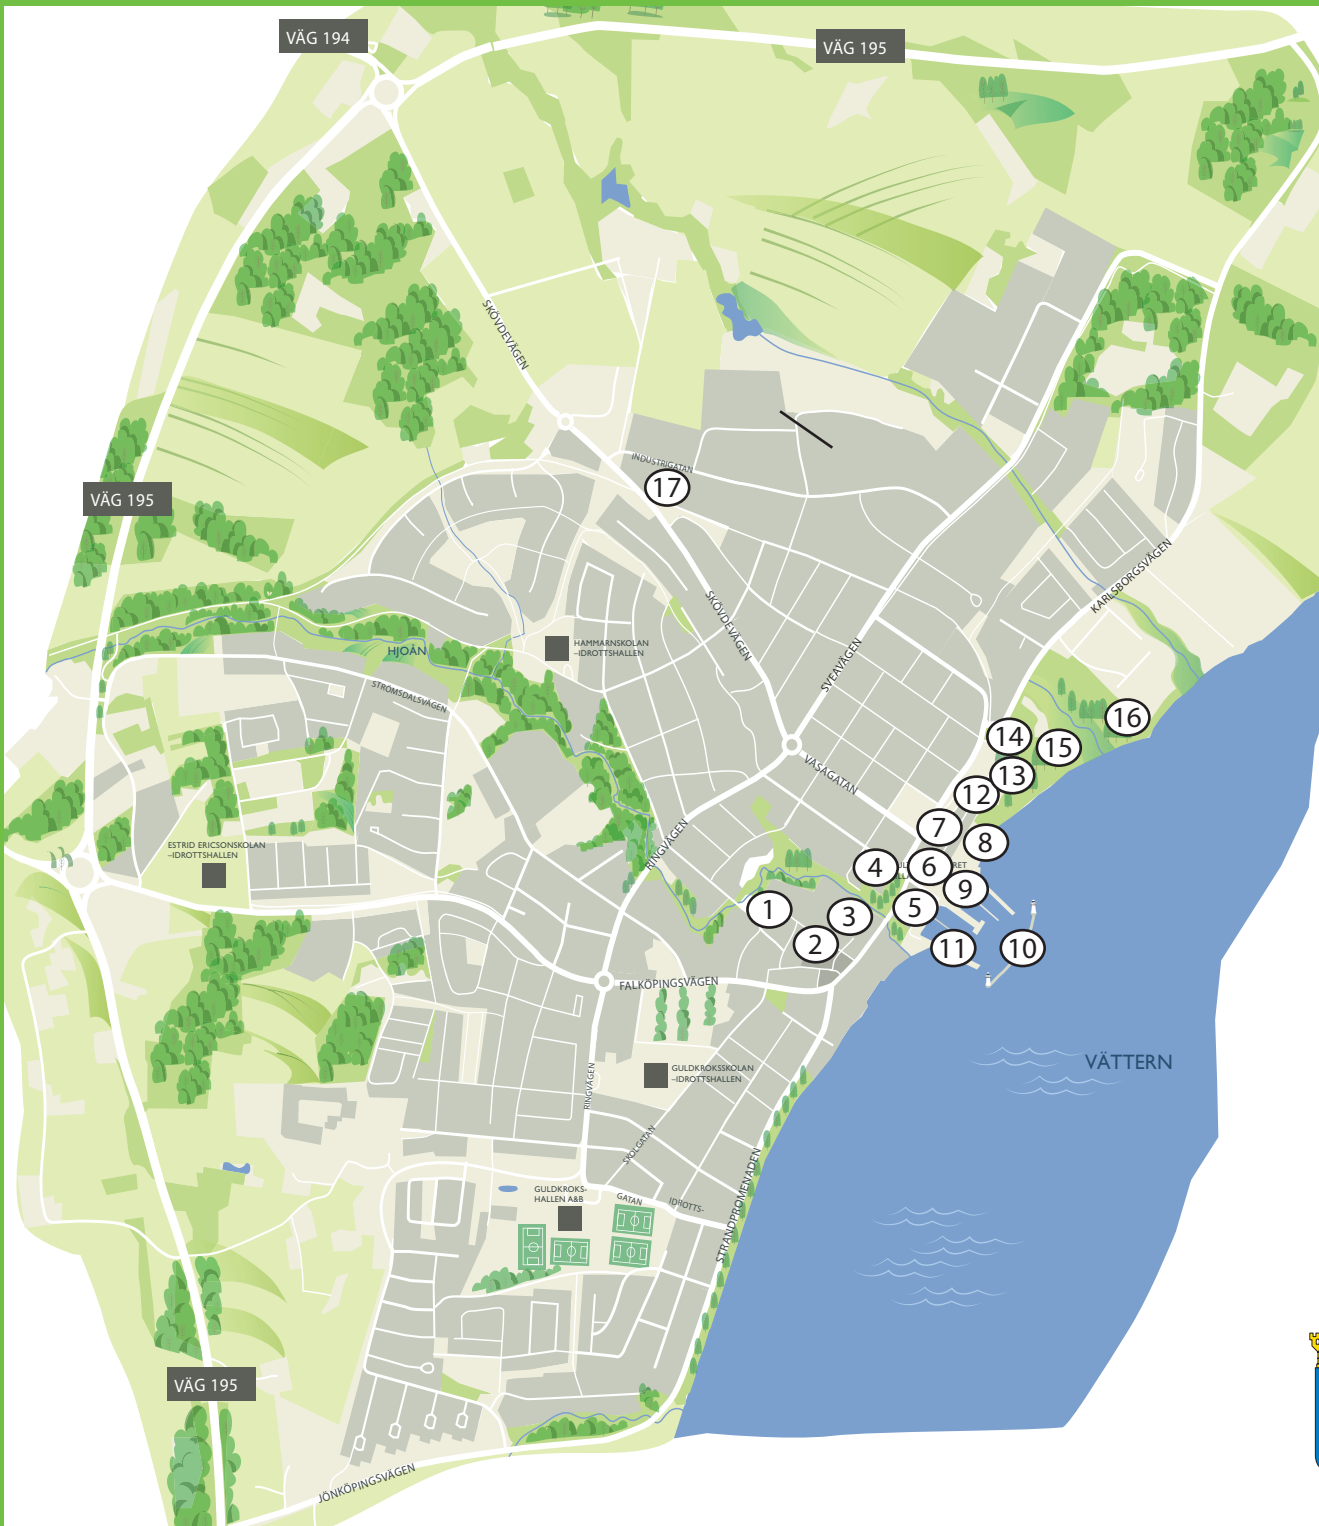 VÄG 194
VÄG 195
SKÖVDEVÄGEN
INDUSTRIGATAN
17
VÄG 195
SKÖVDEVÄGEN
KARLSBORGSVÄGEN
HAMMARNSKOLAN
–IDROTTSHALLEN
HJOÅN
SVEAVÄGEN
STRÖMSDALSVÄGEN
16
14
15
VASAGATAN
13
12
7
8
RINGVÄGEN
ESTRID ERICSONSKOLAN
–IDROTTSHALLEN
4
6
9
1
3
5
2
11
10
FALKÖPINGSVÄGEN
VÄTTERN
GULDKROKSSKOLAN
–IDROTTSHALLEN
RINGVÄGEN
SKOLGATAN
STRANDPROMENADEN
GULDKROKS-
HALLEN A&B
GATAN
IDROTTS-
VÄG 195
JÖNKÖPINGSVÄGEN